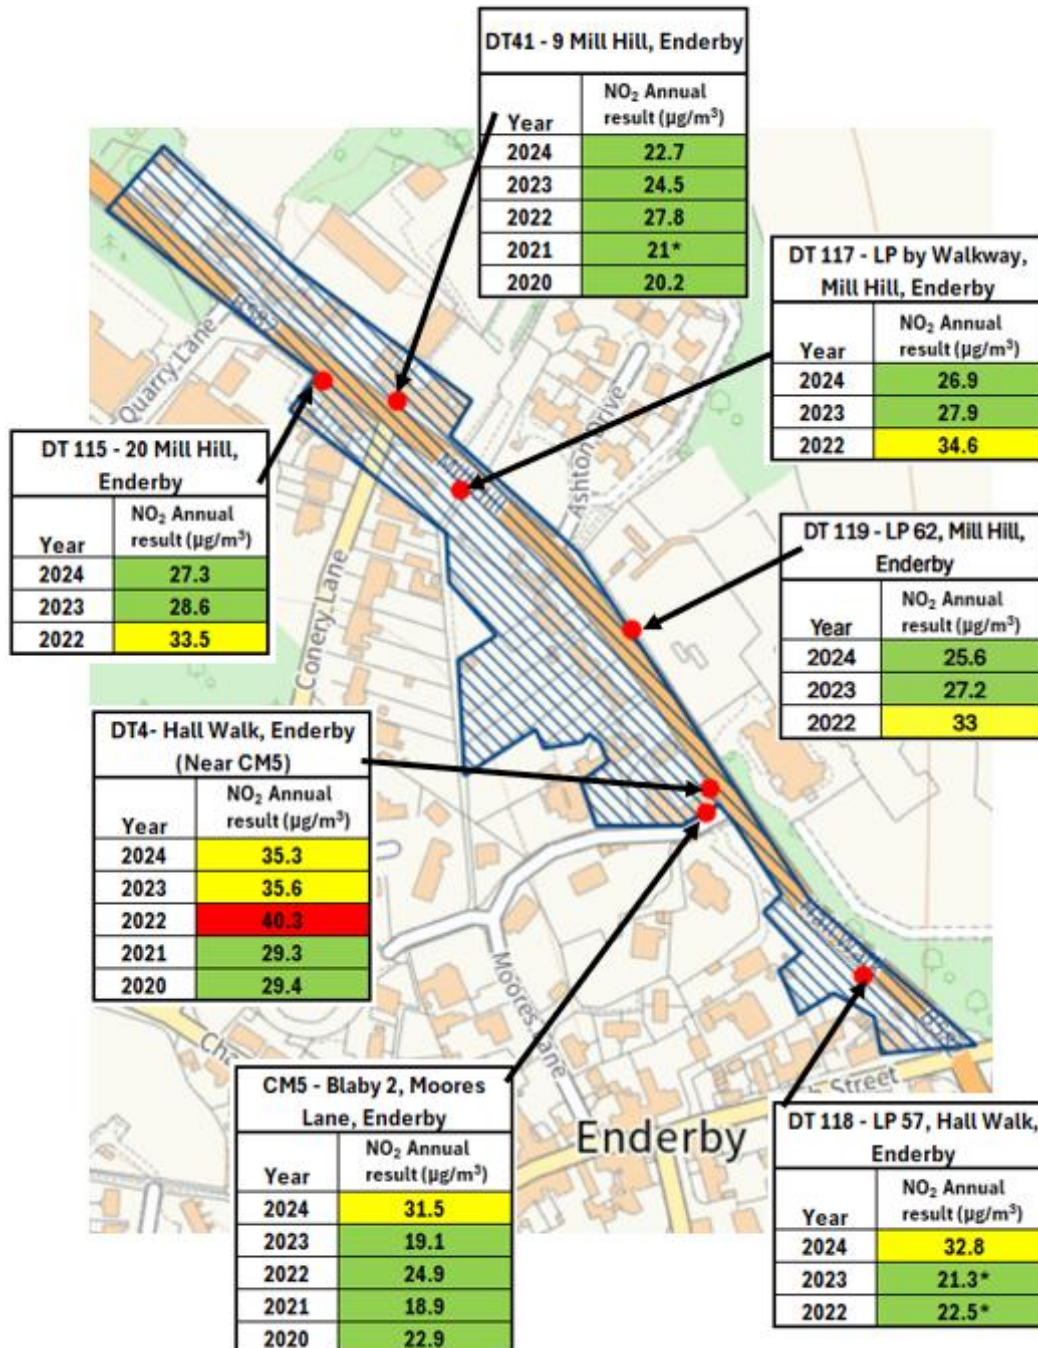 DT41 - 9 Mill Hill, Enderby
Year NO₂ Annual result (µg/m³)
2024 22.7
2023 24.5
2022 27.8
2021 21*
2020 20.2
DT 117 - LP by Walkway,
Mill Hill, Enderby
Year NO₂ Annual result (µg/m³)
2024 26.9
2023 27.9
2022 34.6
DT 115 - 20 Mill Hill,
Enderby
Year NO₂ Annual result (µg/m³)
2024 27.3
2023 28.6
2022 33.5
DT 119 - LP 62, Mill Hill,
Enderby
Year NO₂ Annual result (µg/m³)
2024 25.6
2023 27.2
2022 33
DT4- Hall Walk, Enderby
(Near CM5)
Year NO₂ Annual result (µg/m³)
2024 35.3
2023 35.6
2022 40.3
2021 29.3
2020 29.4
CM5 - Blaby 2, Moores
Lane, Enderby
Year NO₂ Annual result (µg/m³)
2024 31.5
2023 19.1
2022 24.9
2021 18.9
2020 22.9
DT 118 - LP 57, Hall Walk,
Enderby
Year NO₂ Annual result (µg/m³)
2024 32.8
2023 21.3*
2022 22.5*
B582
Quarry Lane
Mill Hill
Ashton Drive
Conery Lane
Hall Walk
B58
Moores Lane
Street
Enderby